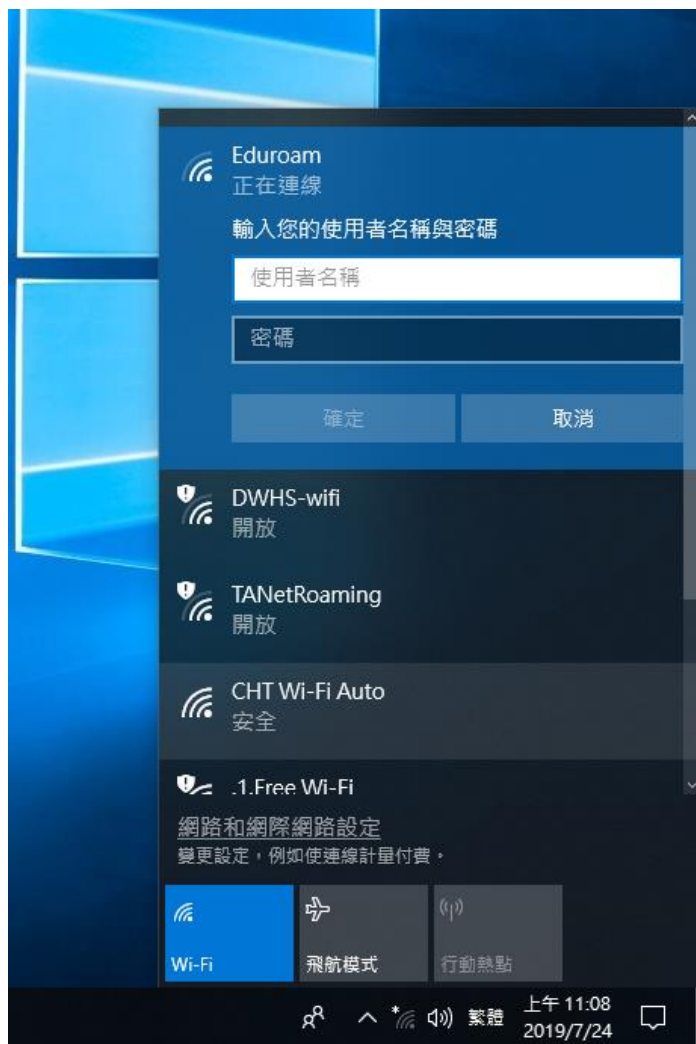 Eduroam
正在連線
輸入您的使用者名稱與密碼
使用者名稱
密碼
確定
取消
DWHS-wifi
開放
TANetRoaming
開放
CHT Wi-Fi Auto
安全
.1.Free Wi-Fi
網路和網際網路設定
變更設定，例如使連線計量付費。
Wi-Fi
飛航模式
行動熱點
繁體
上午 11:08
2019/7/24